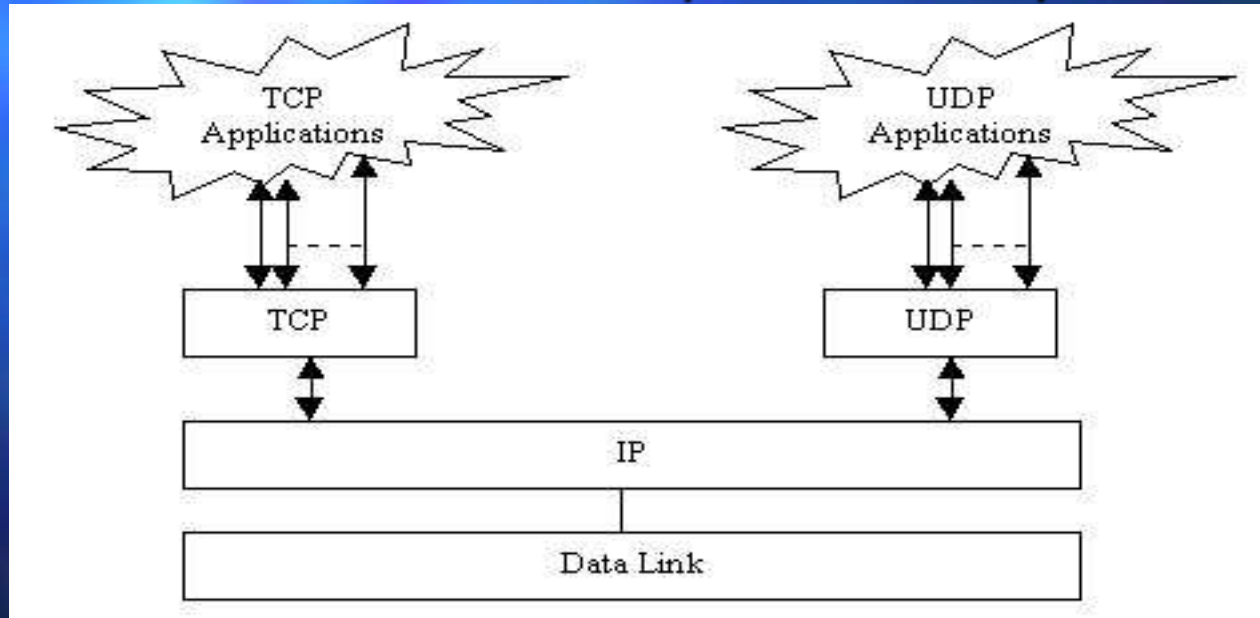 TCP
Applications
UDP
Applications
TCP
UDP
IP
Data Link